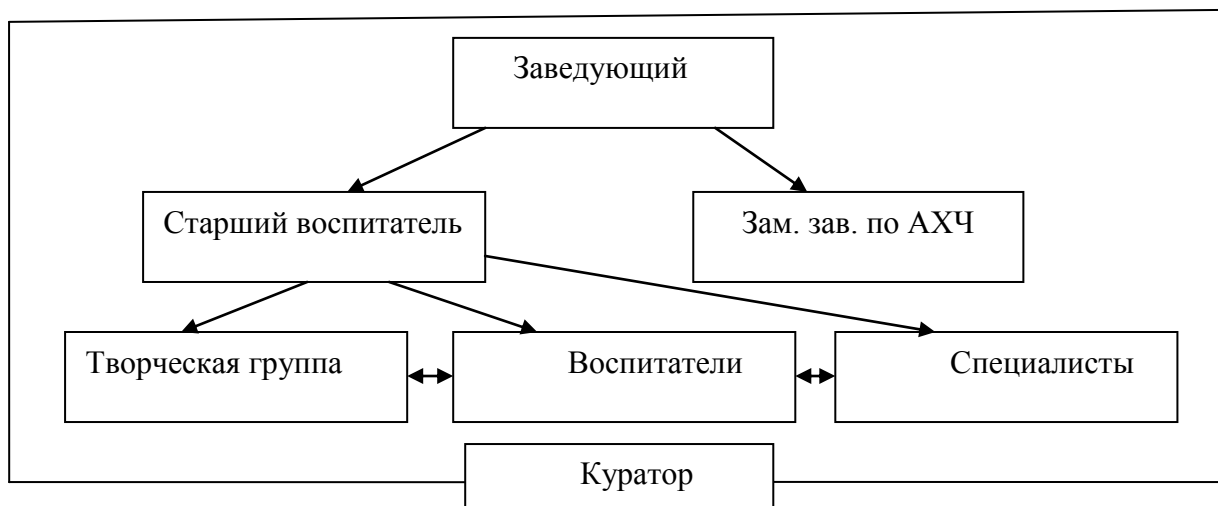 Заведующий
Старший воспитатель
Зам. зав. по АХЧ
Творческая группа
Воспитатели
Специалисты
Куратор